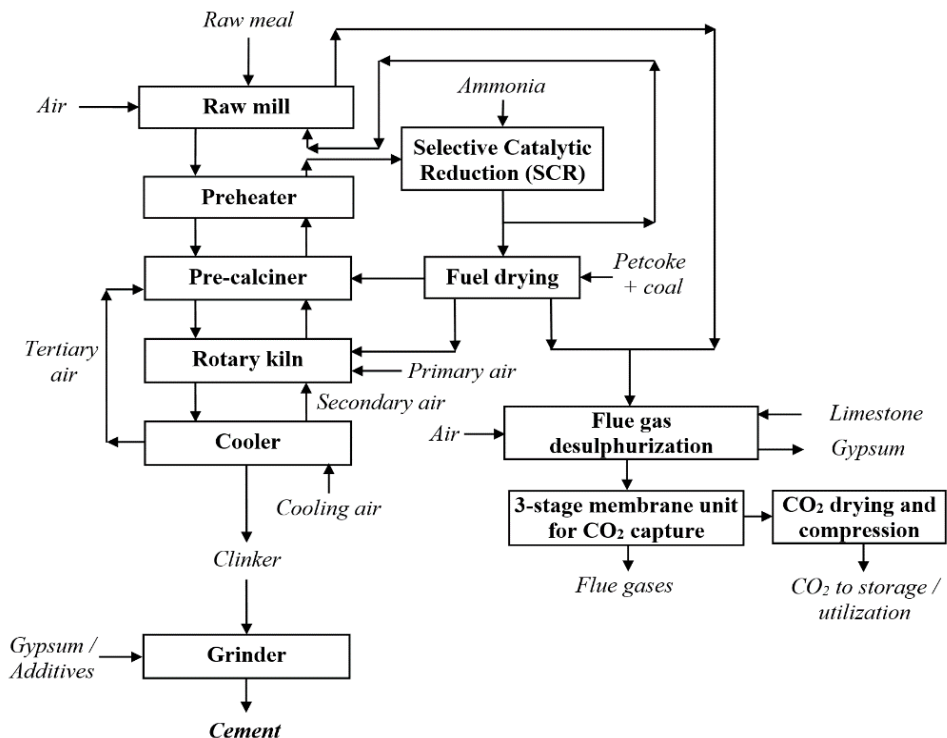 Raw meal
Air
Raw mill
Ammonia
Selective Catalytic
Reduction (SCR)
Preheater
Pre-calciner
Fuel drying
Petcoke
+ coal
Tertiary
air
Rotary kiln
Primary air
Secondary air
Cooler
Air
Flue gas
desulphurization
Limestone
Gypsum
Cooling air
3-stage membrane unit
for CO₂ capture
CO₂ drying and
compression
Clinker
Flue gases
CO₂ to storage /
utilization
Gypsum /
Additives
Grinder
Cement